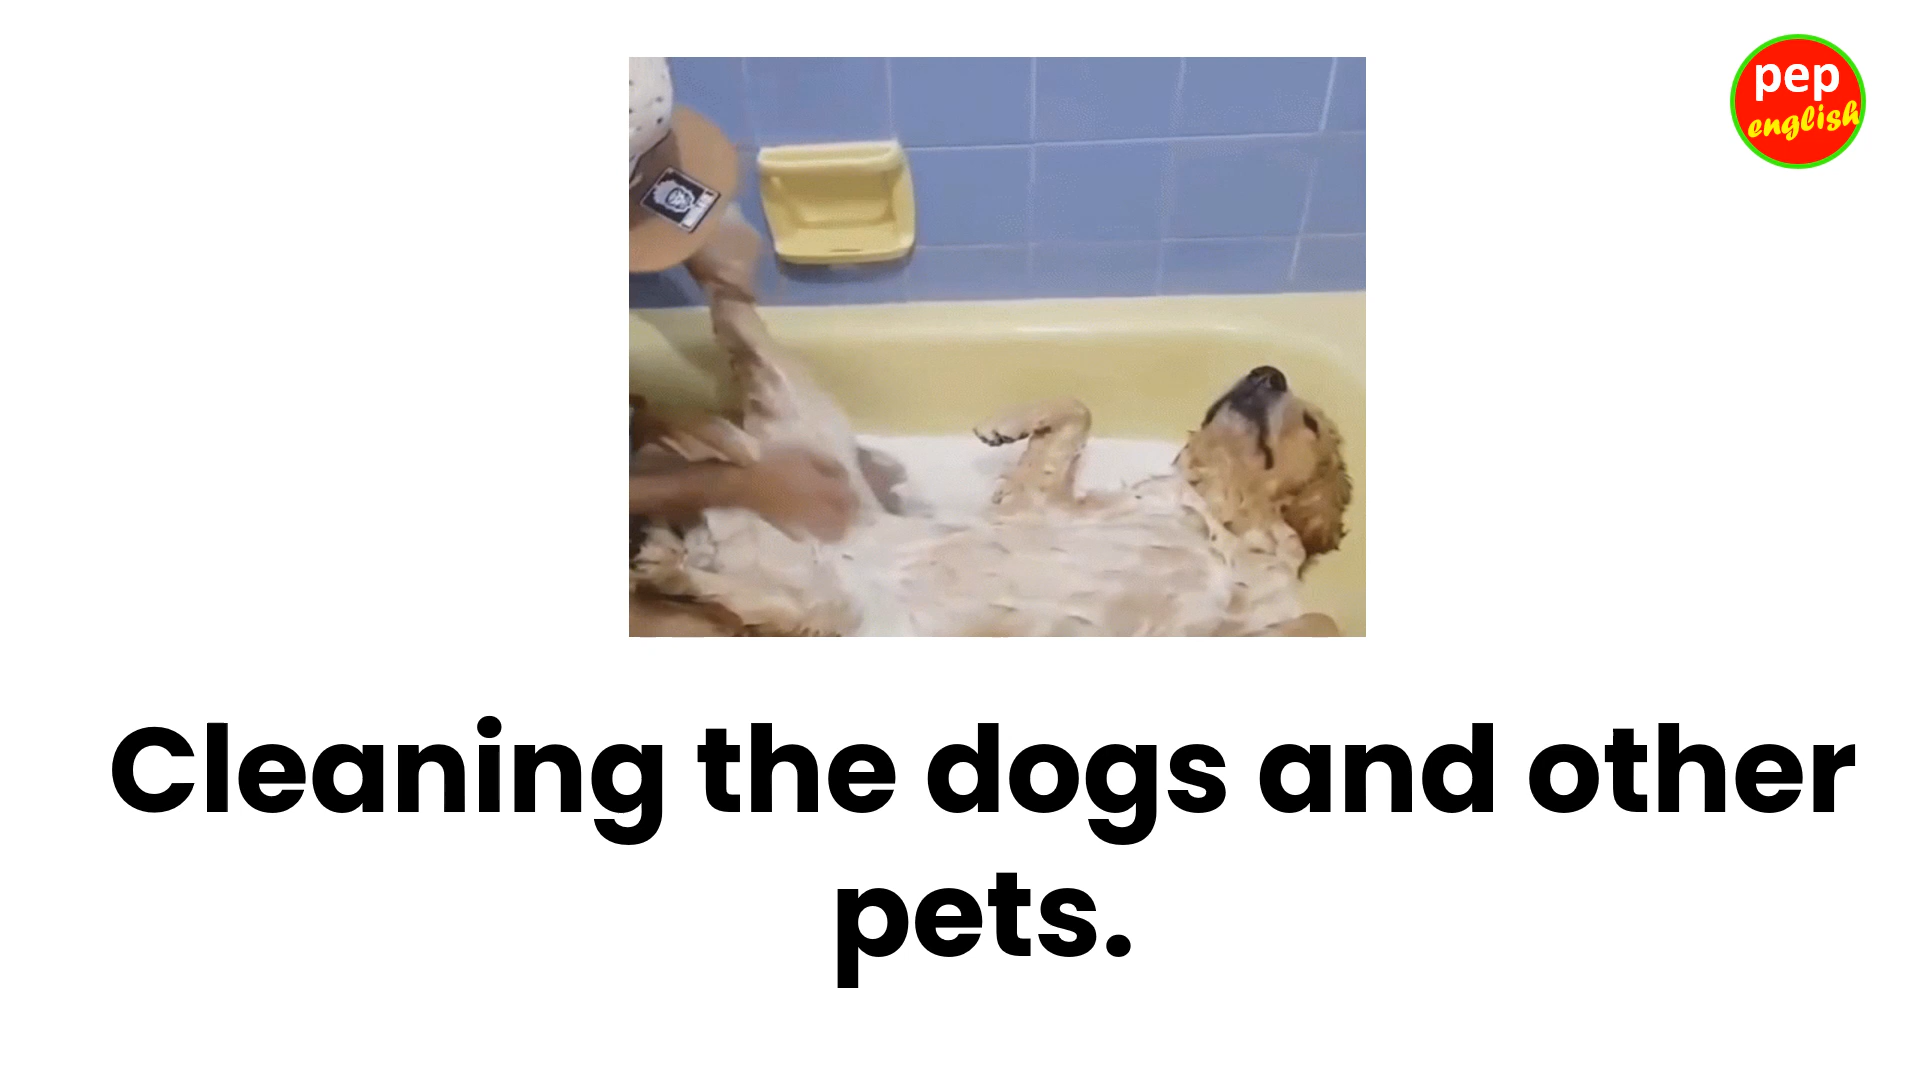 pep
english
Cleaning the dogs and other
pets.